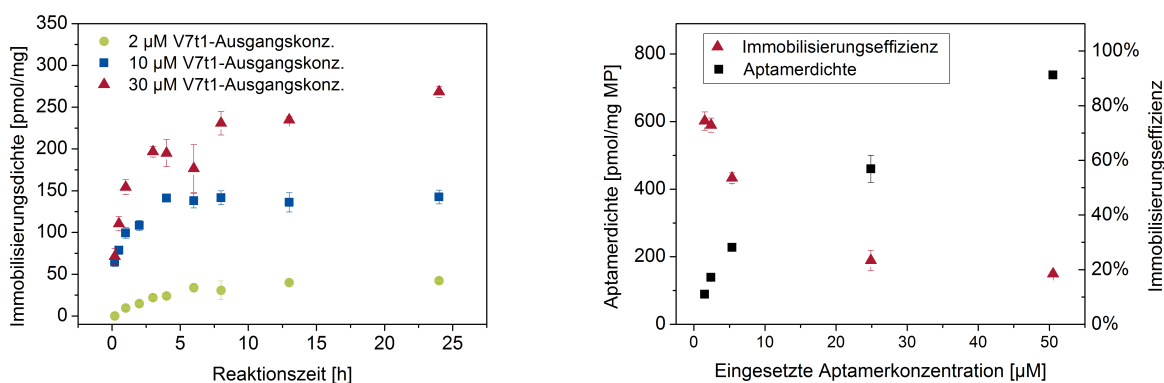 350
300
250
200
150
100
50
0
Immobilisierungsdichte [pmol/mg]
2 µM V7t1-Ausgangskonz.
10 µM V7t1-Ausgangskonz.
30 µM V7t1-Ausgangskonz.
0 5 10 15 20 25
Reaktionszeit [h]
800
600
400
200
0
Aptamerdichte [pmol/mg MP]
Immobilisierungseffizienz
Aptamerdichte
100%
80%
60%
40%
20%
0%
Immobilisierungseffizienz
0 10 20 30 40 50
Eingesetzte Aptamerkonzentration [µM]